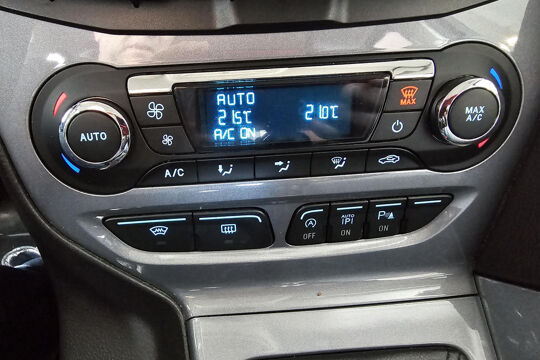 AUTO
21.5°C
21.0°C
A/C ON
MAX
AUTO
MAX
A/C
A/C
OFF
AUTO
P
ON
P
ON